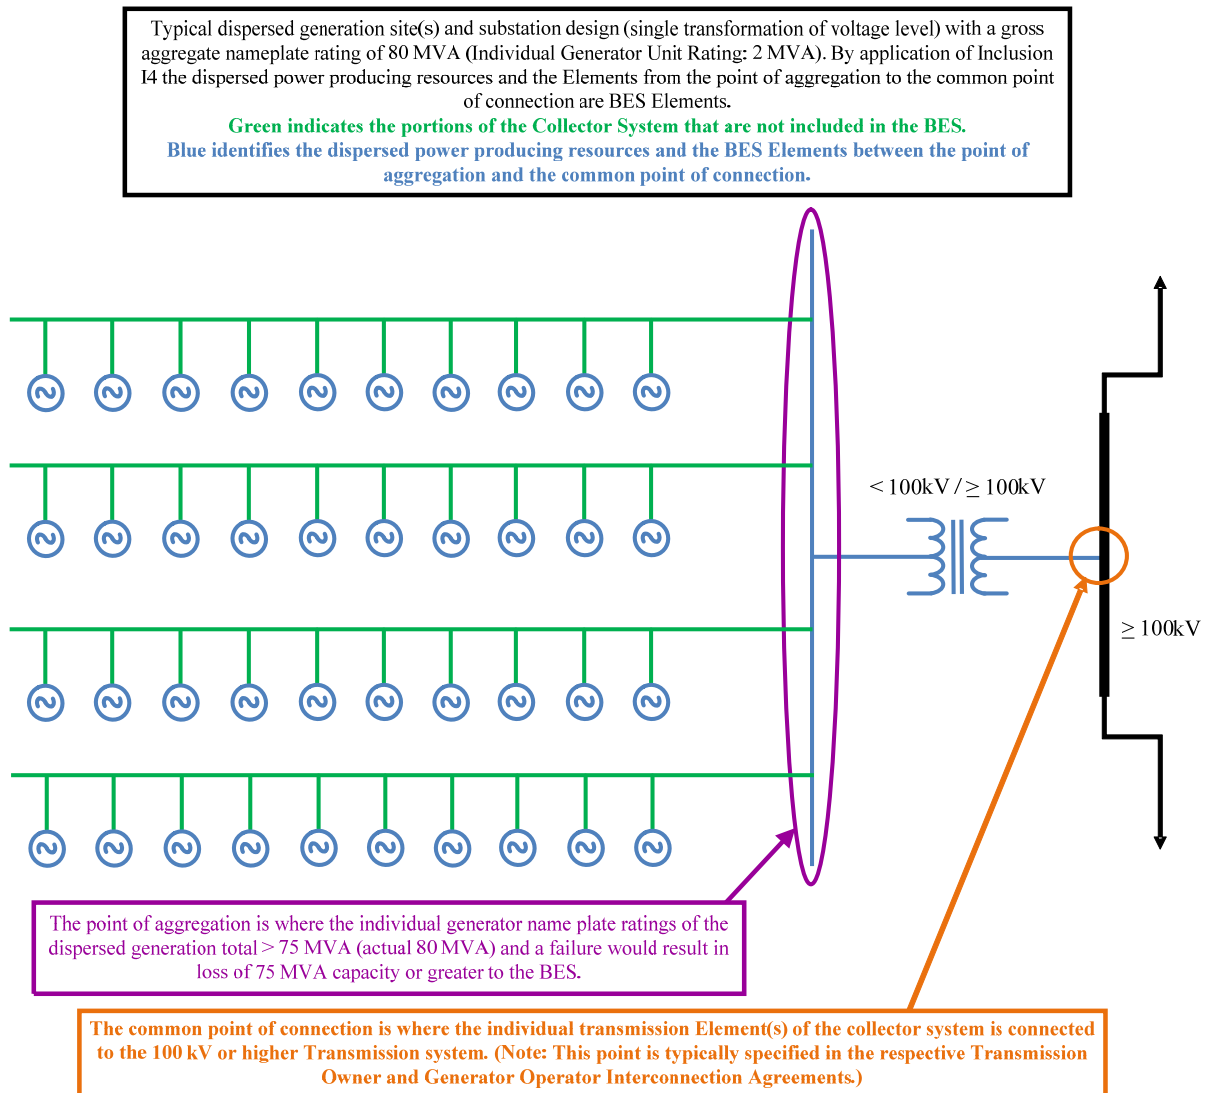 Typical dispersed generation site(s) and substation design (single transformation of voltage level) with a gross
aggregate nameplate rating of 80 MVA (Individual Generator Unit Rating: 2 MVA). By application of Inclusion
I4 the dispersed power producing resources and the Elements from the point of aggregation to the common point
of connection are BES Elements.
Green indicates the portions of the Collector System that are not included in the BES.
Blue identifies the dispersed power producing resources and the BES Elements between the point of
aggregation and the common point of connection.
< 100kV / ≥ 100kV
≥ 100kV
The point of aggregation is where the individual generator name plate ratings of the
dispersed generation total > 75 MVA (actual 80 MVA) and a failure would result in
loss of 75 MVA capacity or greater to the BES.
The common point of connection is where the individual transmission Element(s) of the collector system is connected
to the 100 kV or higher Transmission system. (Note: This point is typically specified in the respective Transmission
Owner and Generator Operator Interconnection Agreements.)